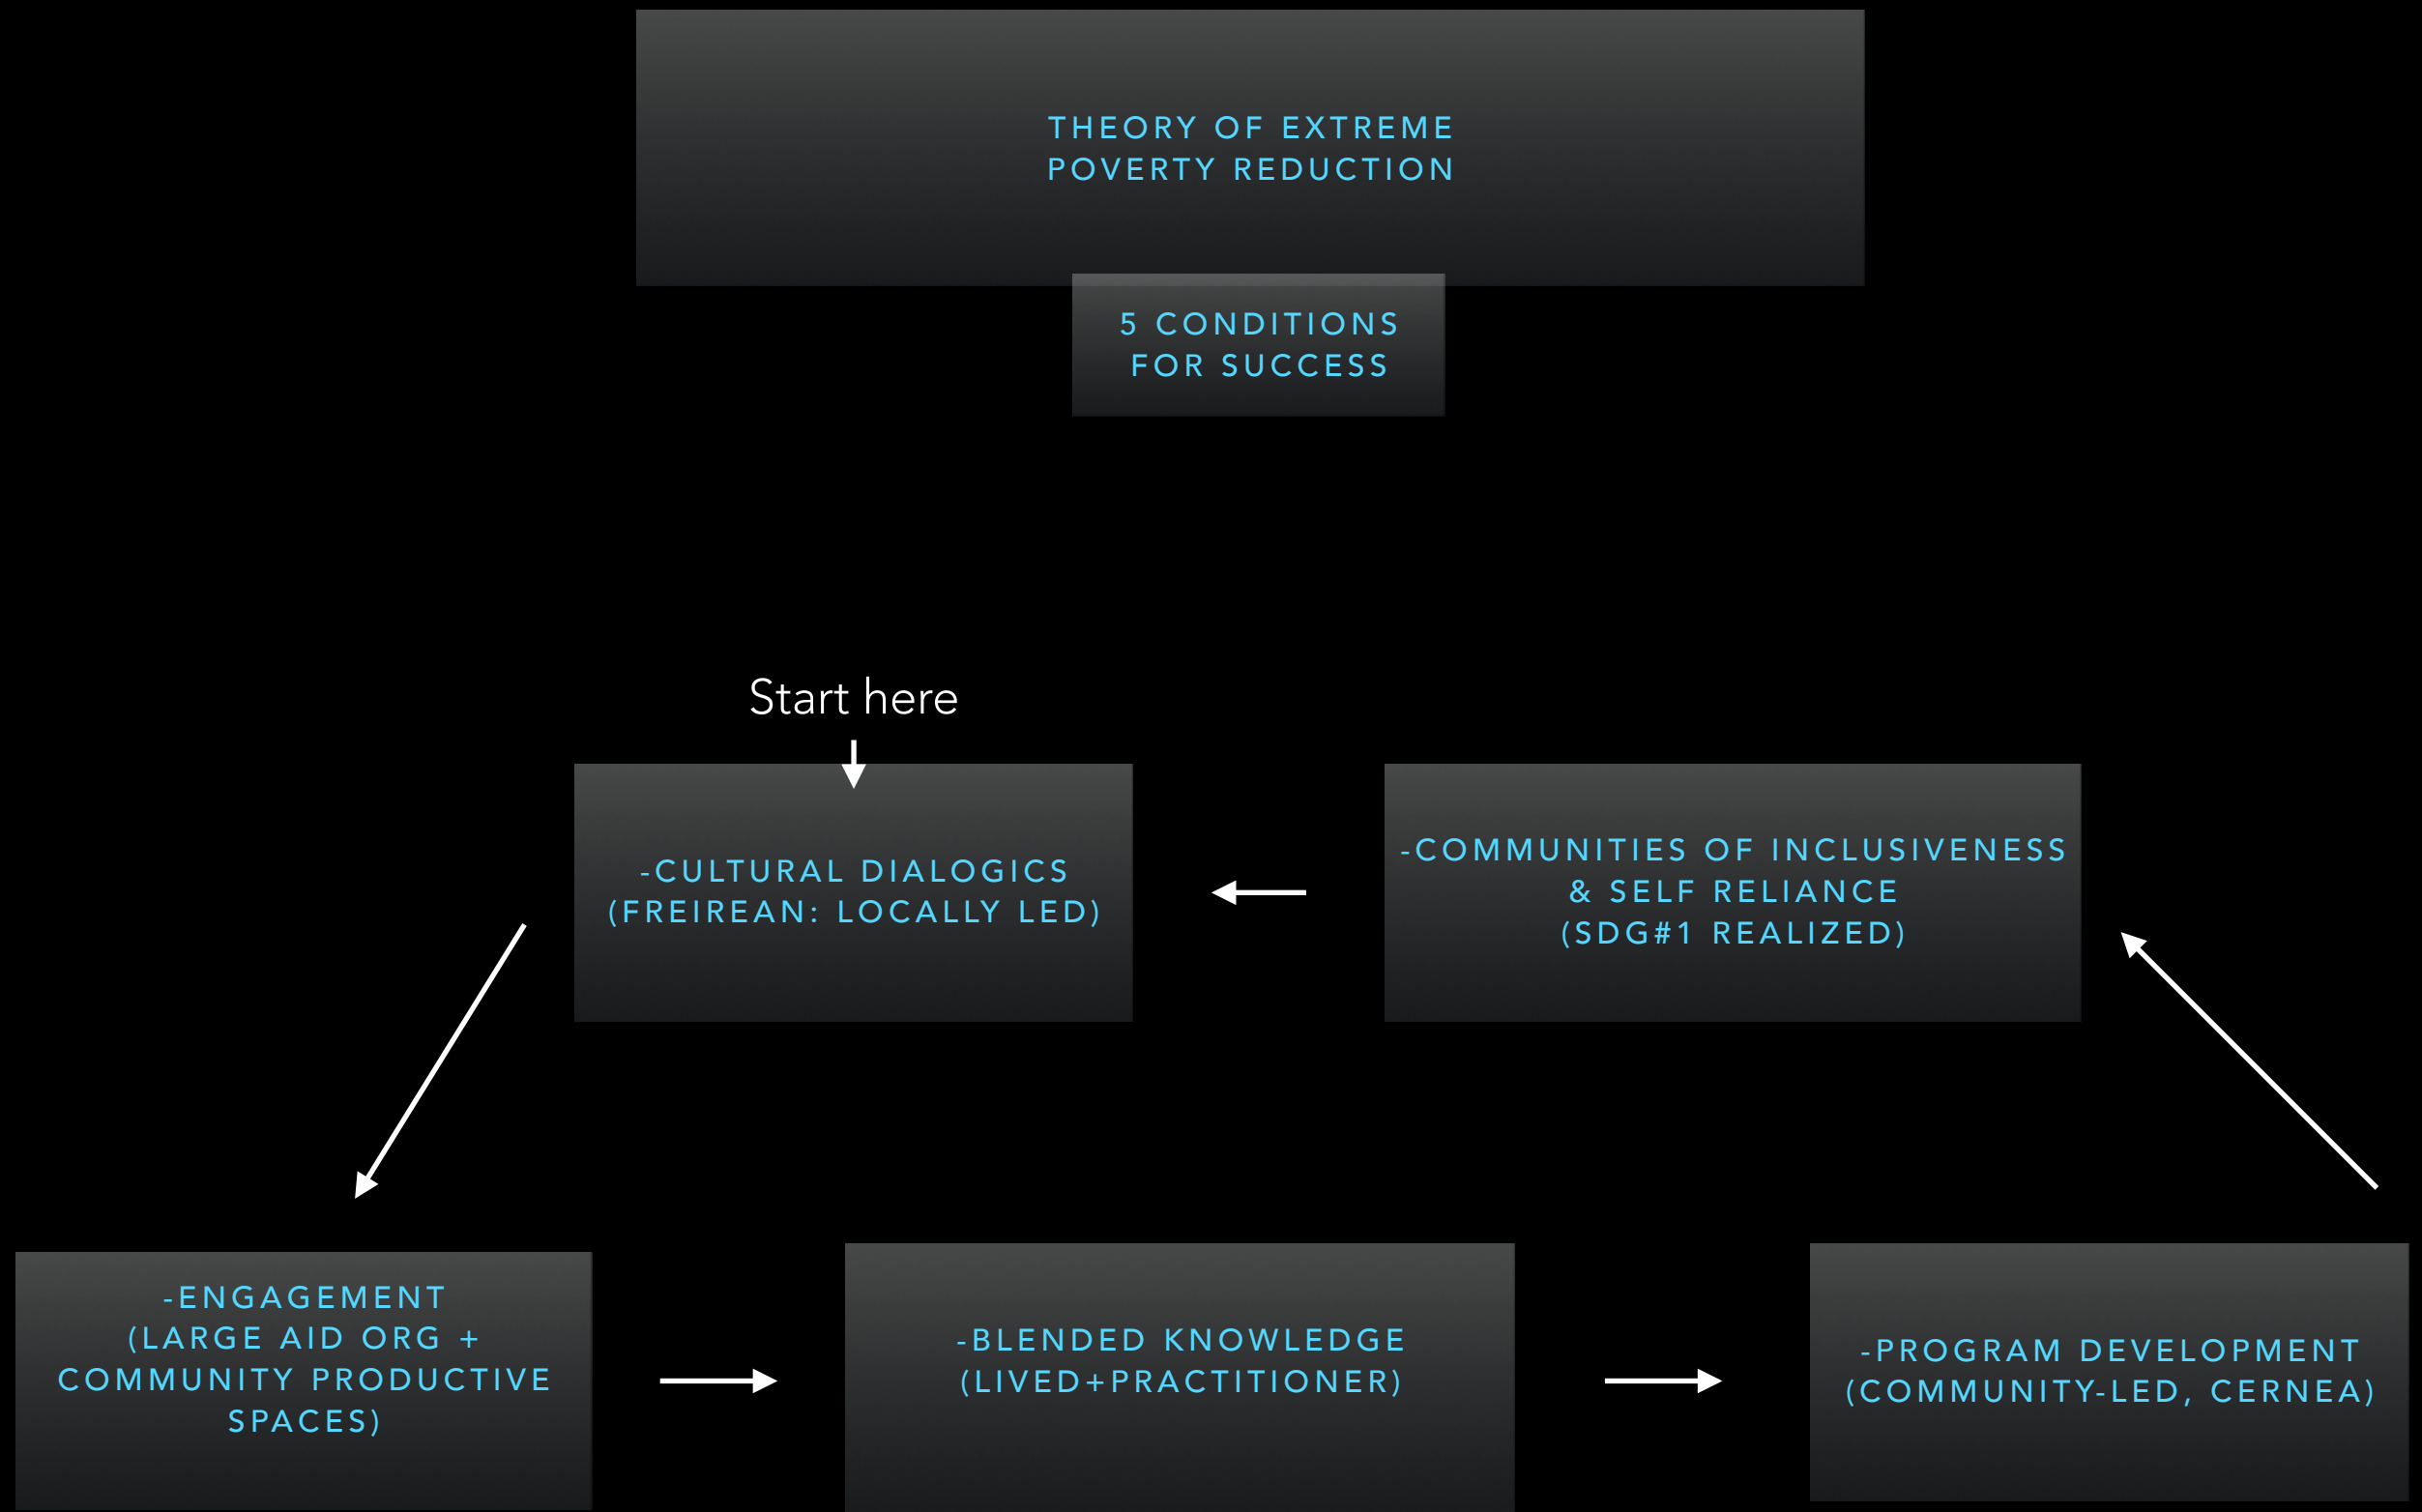 THEORY OF EXTREME
POVERTY REDUCTION
5 CONDITIONS
FOR SUCCESS
Start here
-CULTURAL DIALOGICS
(FREIREAN: LOCALLY LED)
-COMMUNITIES OF INCLUSIVENESS
& SELF RELIANCE
(SDG#1 REALIZED)
-ENGAGEMENT
(LARGE AID ORG +
COMMUNITY PRODUCTIVE
SPACES)
-BLENDED KNOWLEDGE
(LIVED+PRACTITIONER)
-PROGRAM DEVELOPMENT
(COMMUNITY-LED, CERNEA)